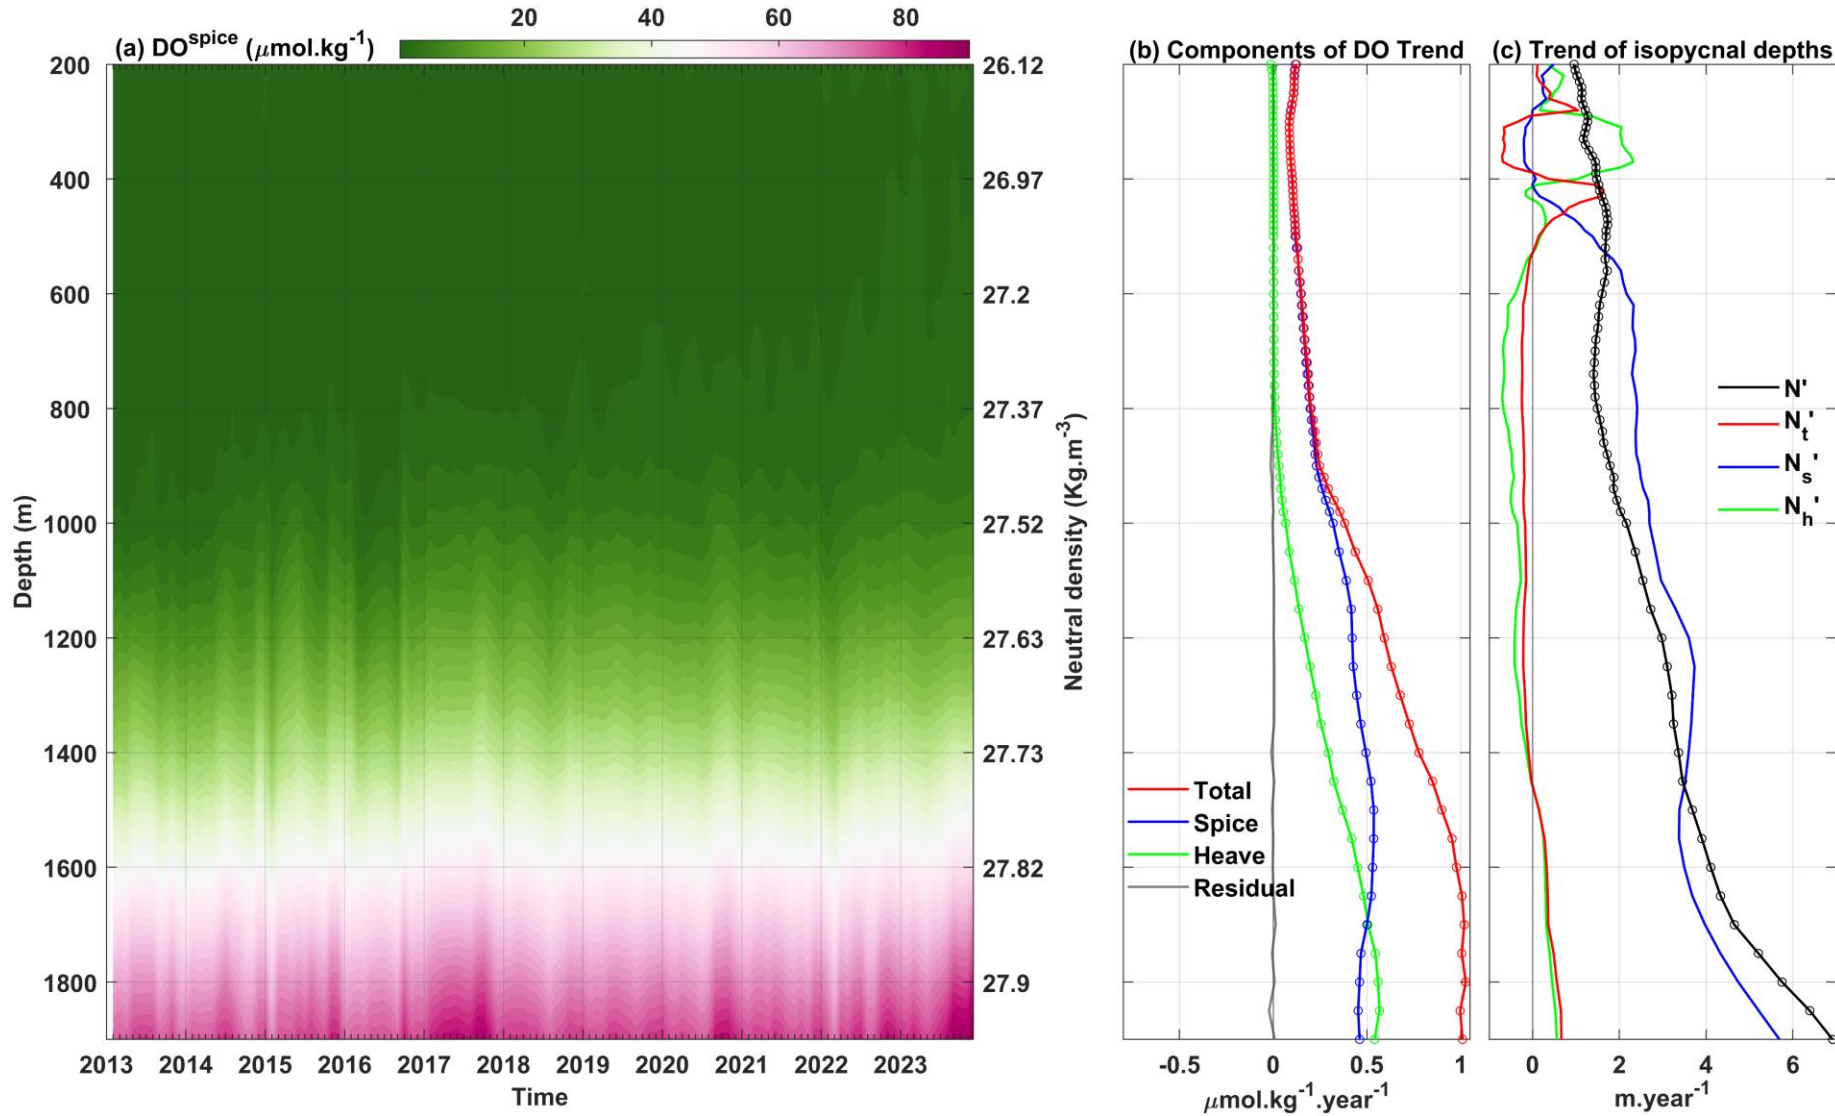 20 40 60 80
(a) DO^spice (μmol.kg⁻¹)
200
400
600
800
1000
1200
1400
1600
1800
Depth (m)
26.12
26.97
27.2
27.37
27.52
27.63
27.73
27.82
27.9
Neutral density (Kg.m⁻³)
2013 2014 2015 2016 2017 2018 2019 2020 2021 2022 2023
Time
(b) Components of DO Trend
Total
Spice
Heave
Residual
-0.5 0 0.5 1
μmol.kg⁻¹.year⁻¹
(c) Trend of isopycnal depths
N'
N_t'
N_s'
N_h'
0 2 4 6
m.year⁻¹